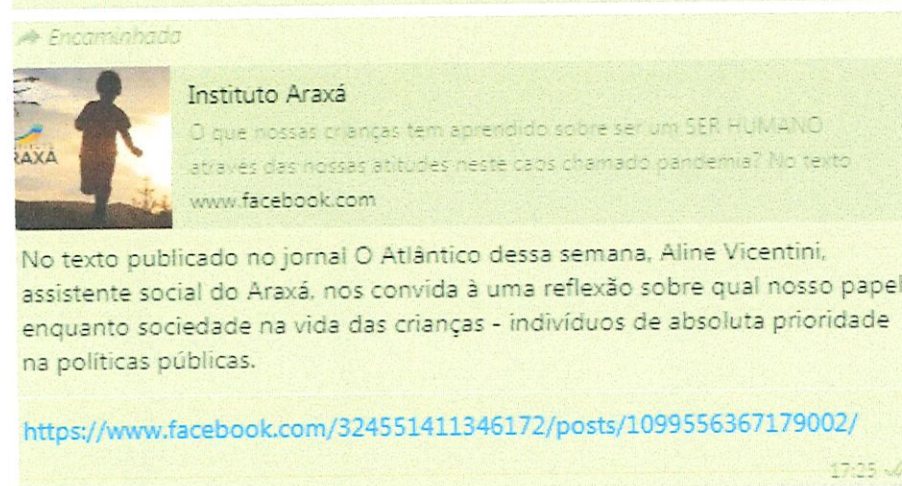 Encaminhada
RAXÁ
Instituto Araxá
O que nossas crianças tem aprendido sobre ser um SER HUMANO
através das nossas atitudes neste caos chamado pandemia? No texto
www.facebook.com
No texto publicado no jornal O Atlântico dessa semana, Aline Vicentini,
assistente social do Araxá, nos convida à uma reflexão sobre qual nosso papel
enquanto sociedade na vida das crianças - indivíduos de absoluta prioridade
na políticas públicas.
https://www.facebook.com/324551411346172/posts/1099556367179002/
17:25